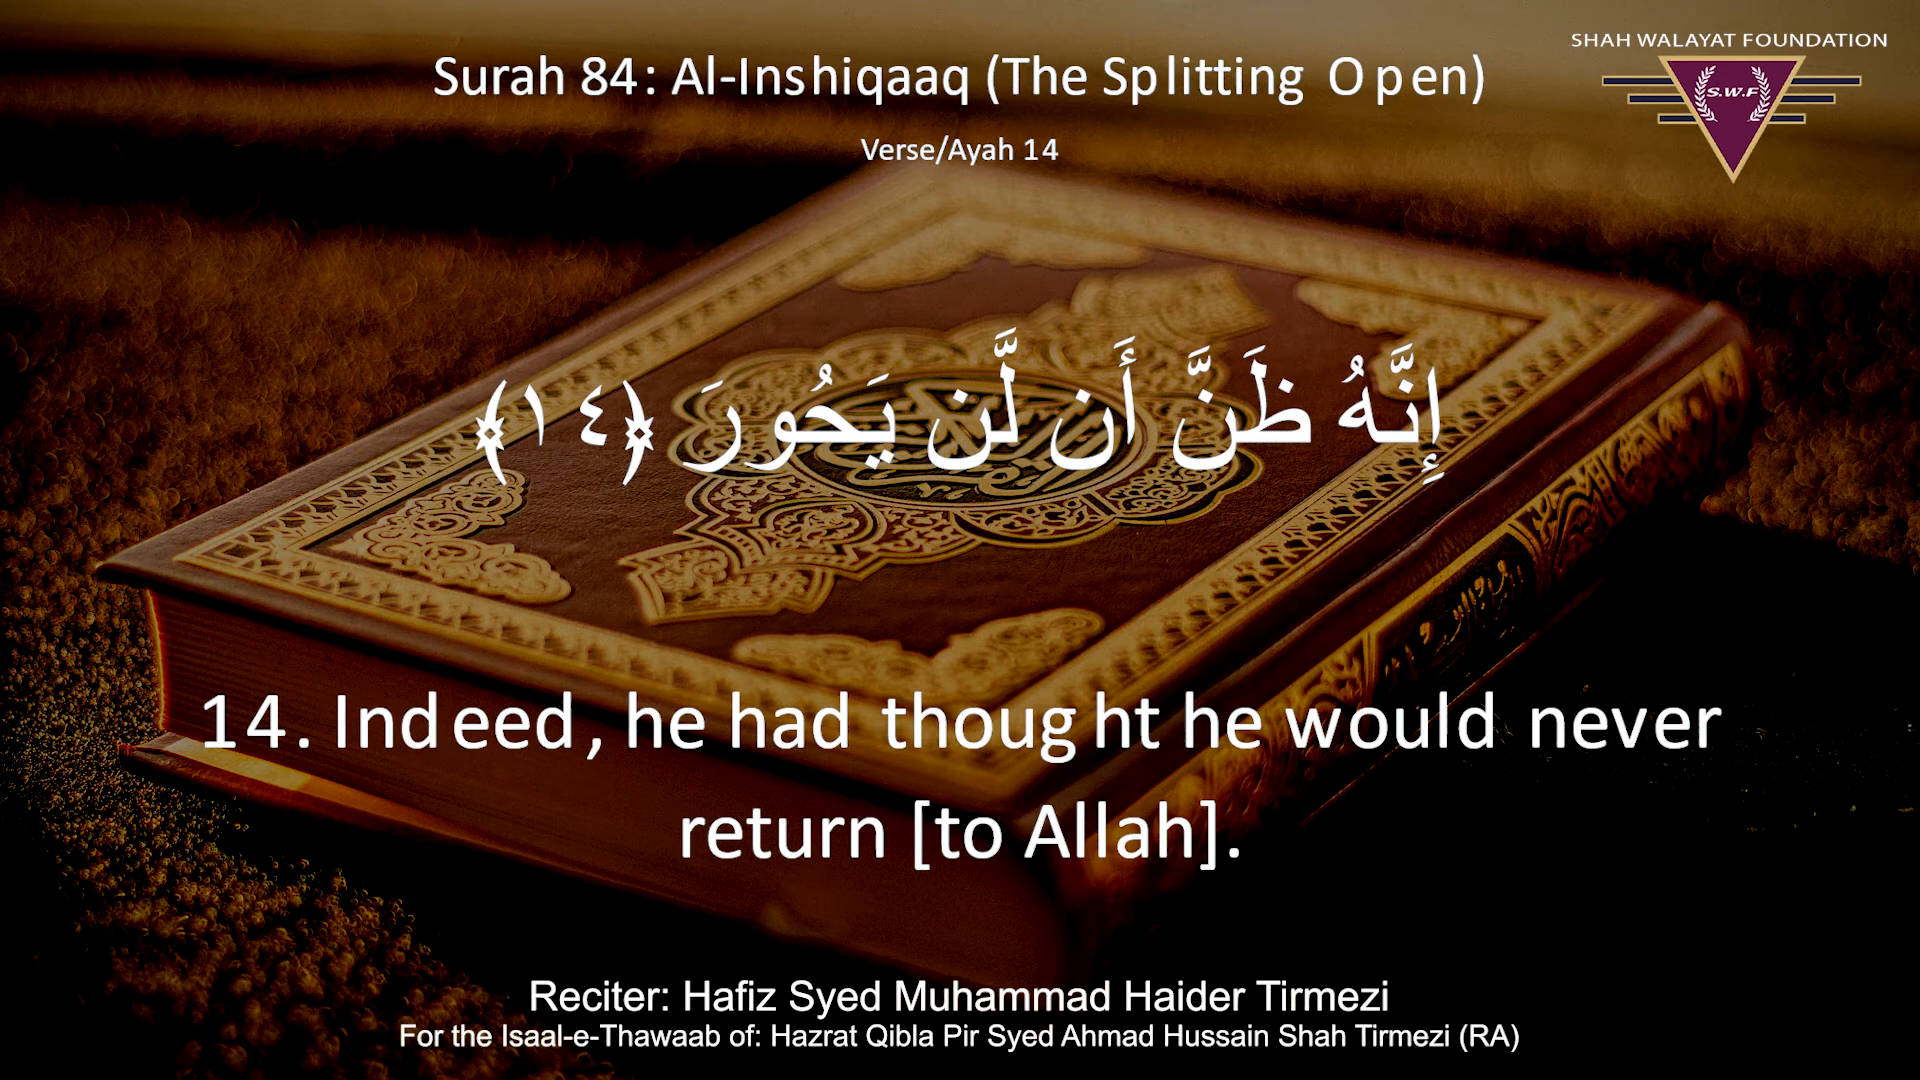 SHAH WALAYAT FOUNDATION
S.W.F
Surah 84: Al-Inshiqaaq (The Splitting Open)
Verse/Ayah 14
إِنَّهُ ظَنَّ أَن لَّن يَحُورَ ﴿١٤﴾
14. Indeed, he had thought he would never
return [to Allah].
Reciter: Hafiz Syed Muhammad Haider Tirmezi
For the Isaal-e-Thawaab of: Hazrat Qibla Pir Syed Ahmad Hussain Shah Tirmezi (RA)